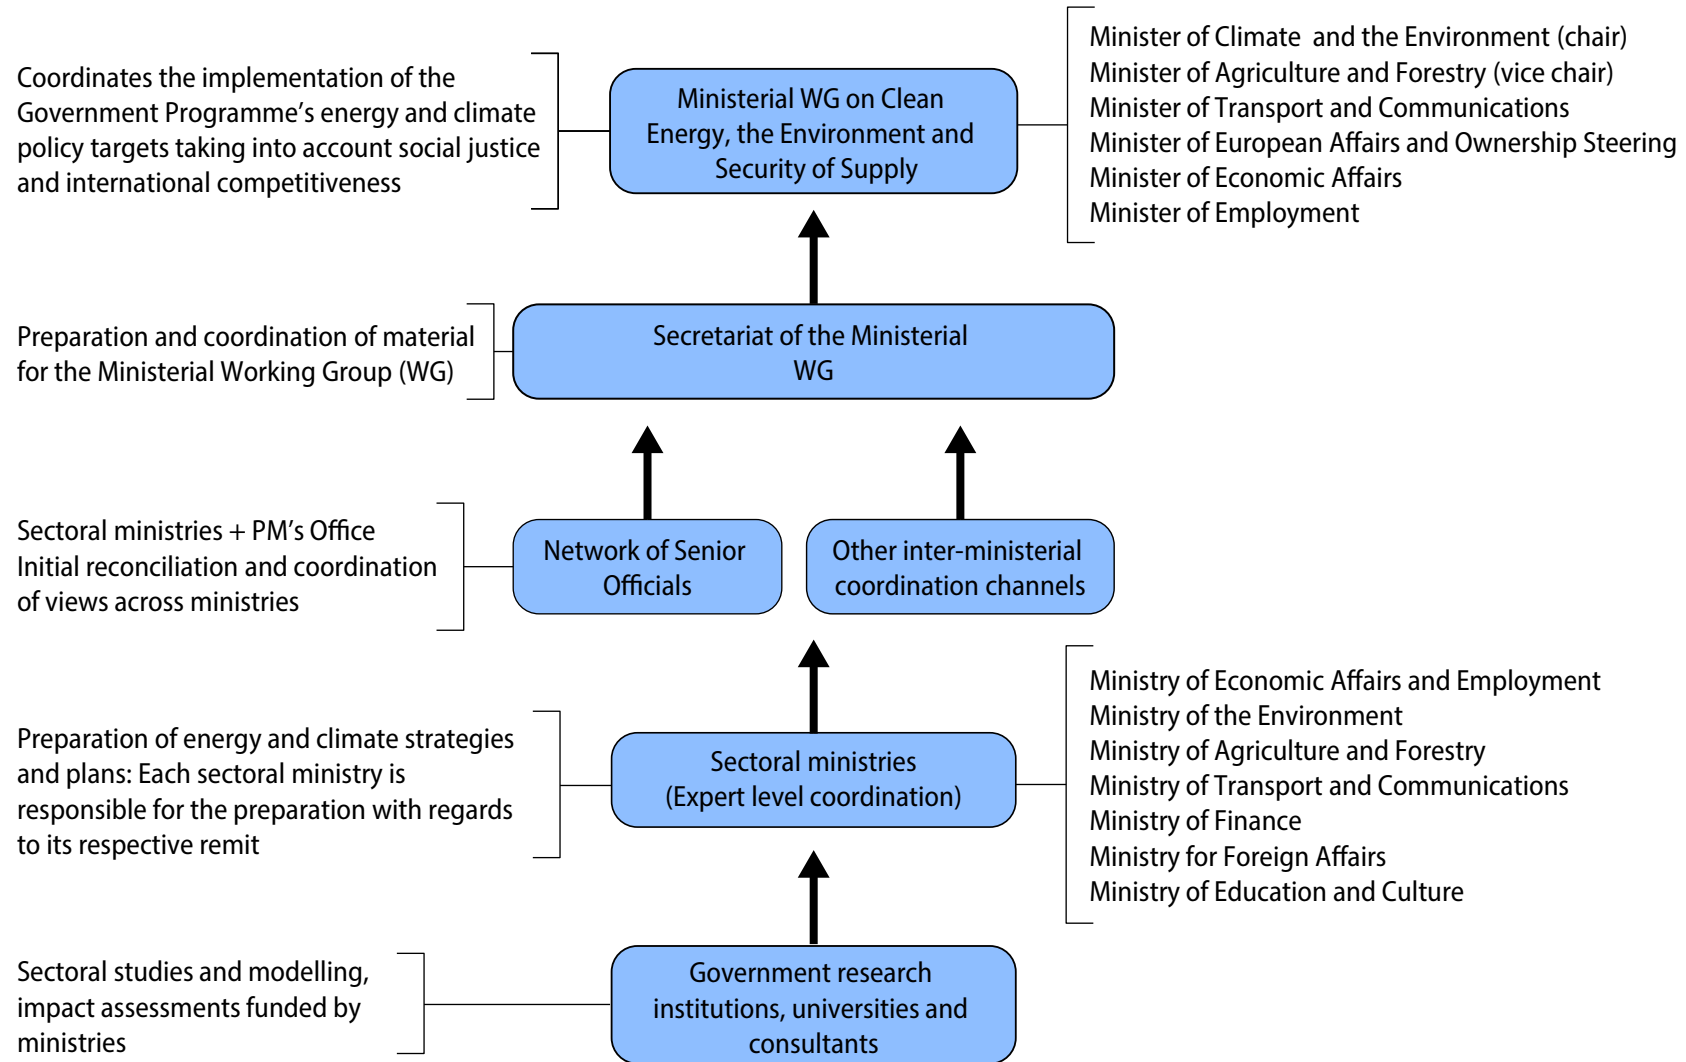 Coordinates the implementation of the
Government Programme's energy and climate
policy targets taking into account social justice
and international competitiveness
Ministerial WG on Clean
Energy, the Environment and
Security of Supply
Minister of Climate and the Environment (chair)
Minister of Agriculture and Forestry (vice chair)
Minister of Transport and Communications
Minister of European Affairs and Ownership Steering
Minister of Economic Affairs
Minister of Employment
Preparation and coordination of material
for the Ministerial Working Group (WG)
Secretariat of the Ministerial
WG
Sectoral ministries + PM's Office
Initial reconciliation and coordination
of views across ministries
Network of Senior
Officials
Other inter-ministerial
coordination channels
Preparation of energy and climate strategies
and plans: Each sectoral ministry is
responsible for the preparation with regards
to its respective remit
Sectoral ministries
(Expert level coordination)
Ministry of Economic Affairs and Employment
Ministry of the Environment
Ministry of Agriculture and Forestry
Ministry of Transport and Communications
Ministry of Finance
Ministry for Foreign Affairs
Ministry of Education and Culture
Sectoral studies and modelling,
impact assessments funded by
ministries
Government research
institutions, universities and
consultants